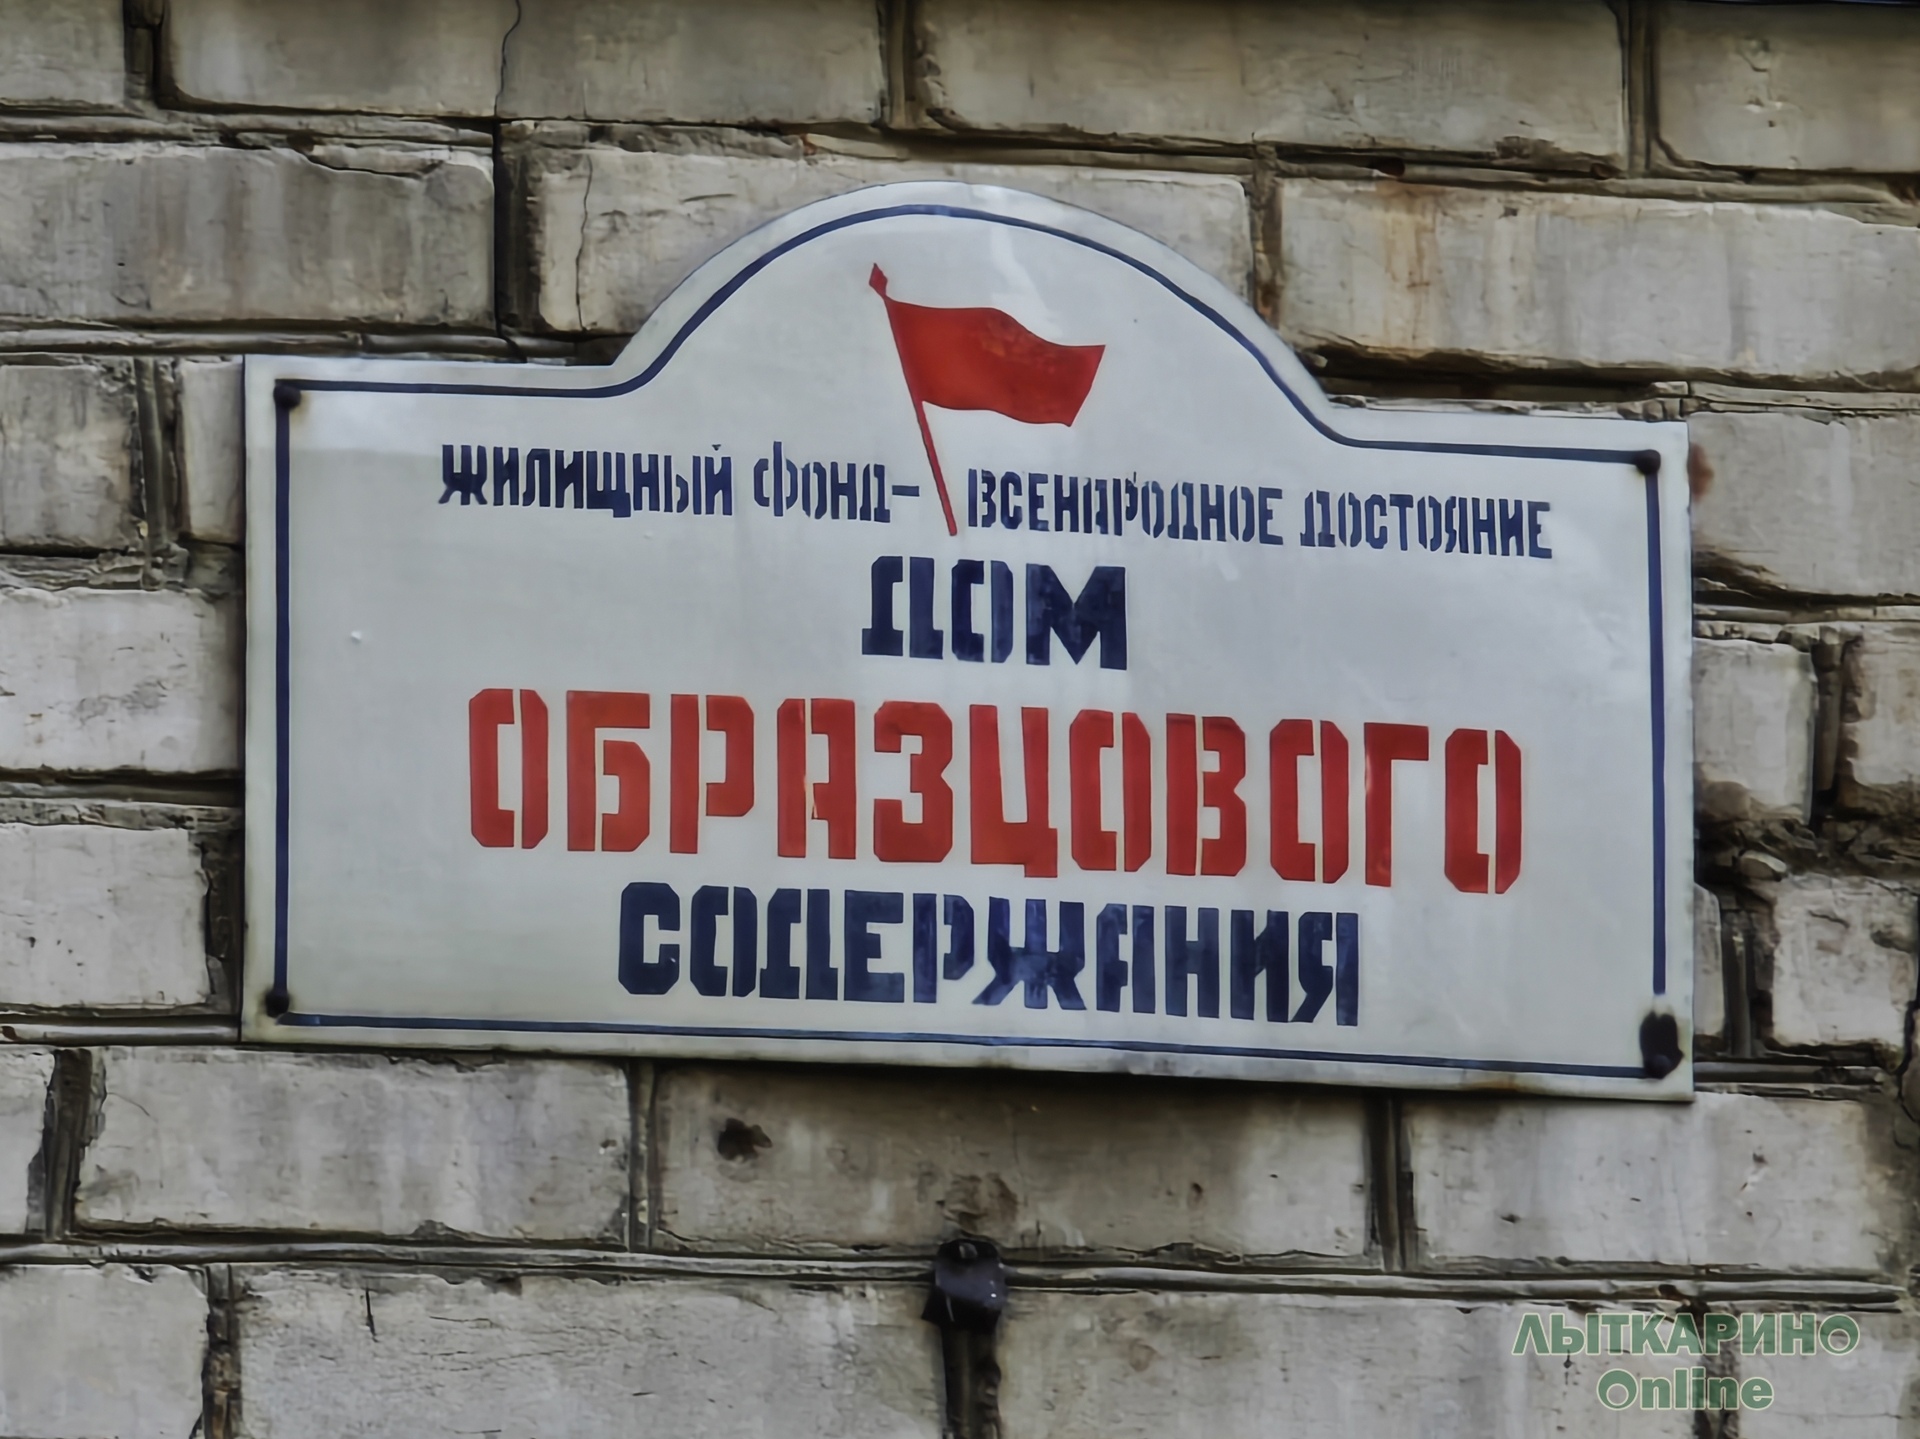 ЖИЛИЩНЫЙ ФОНД– ВСЕНАРОДНОЕ ДОСТОЯНИЕ
ДОМ
ОБРАЗЦОВОГО
СОДЕРЖАНИЯ
ЛЫТКАРИНО
Online